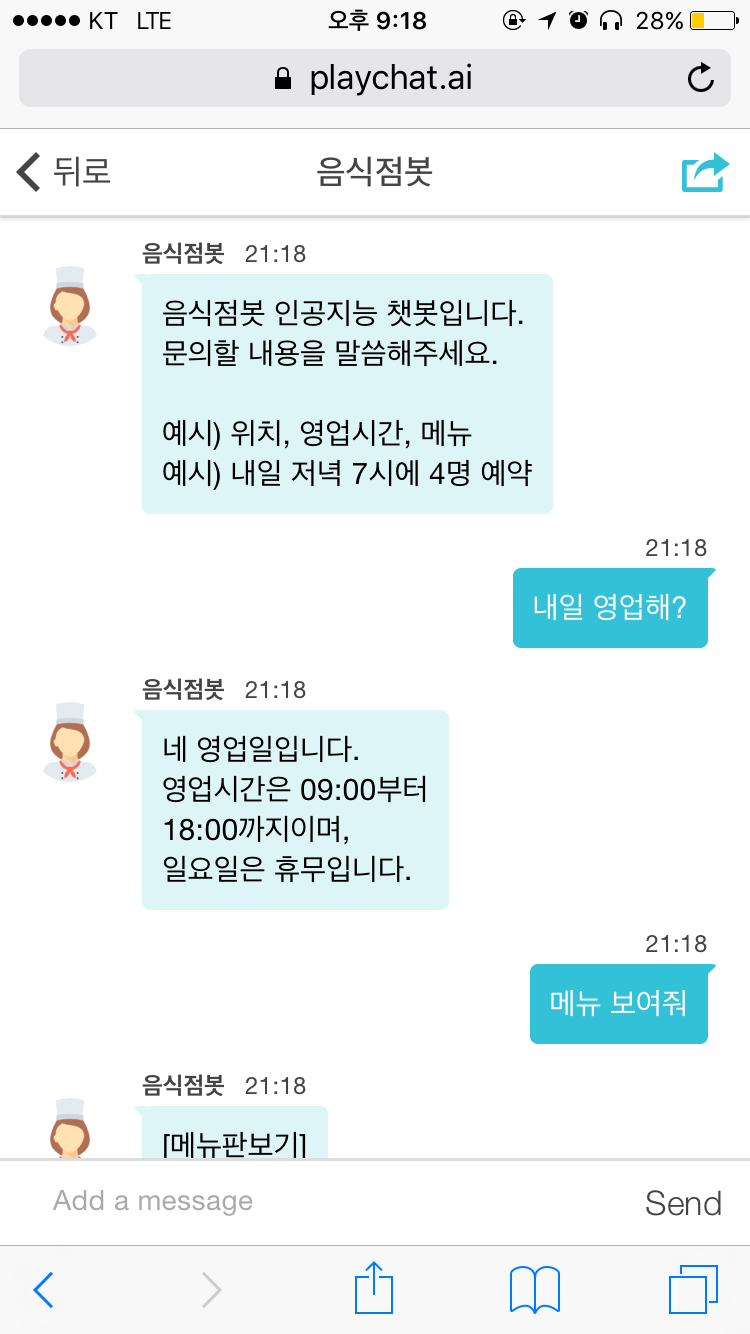 KT LTE 오후 9:18 28%
playchat.ai
뒤로 음식점봇
음식점봇 21:18
음식점봇 인공지능 챗봇입니다.
문의할 내용을 말씀해주세요.
예시) 위치, 영업시간, 메뉴
예시) 내일 저녁 7시에 4명 예약
21:18
내일 영업해?
음식점봇 21:18
네 영업일입니다.
영업시간은 09:00부터
18:00까지이며,
일요일은 휴무입니다.
21:18
메뉴 보여줘
음식점봇 21:18
[메뉴판보기]
Add a message Send